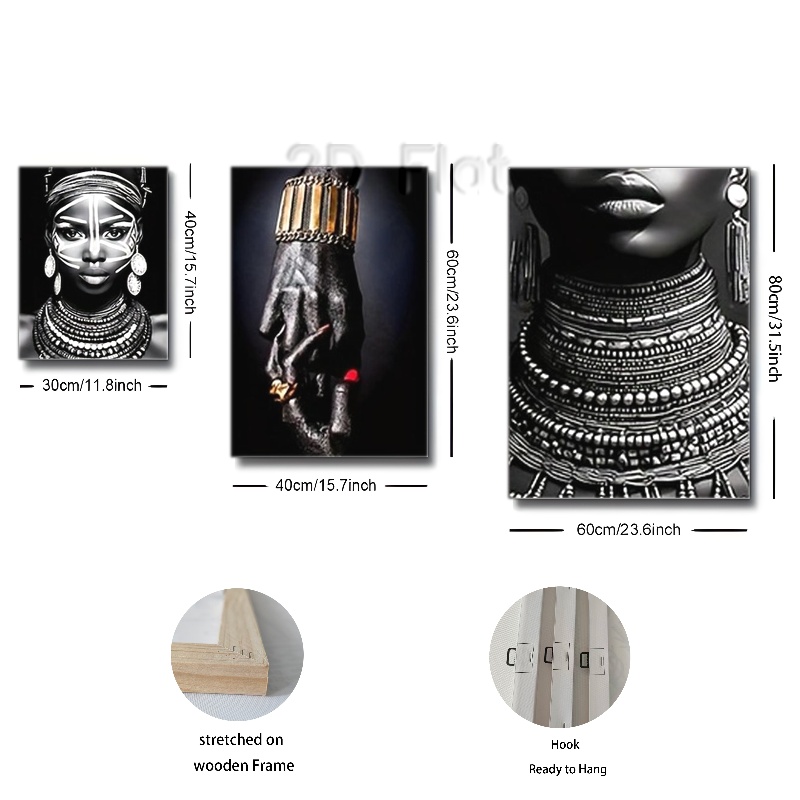 2D Flat
40cm/15.7inch
30cm/11.8inch
60cm/23.6inch
40cm/15.7inch
80cm/31.5inch
60cm/23.6inch
stretched on
wooden Frame
Hook
Ready to Hang